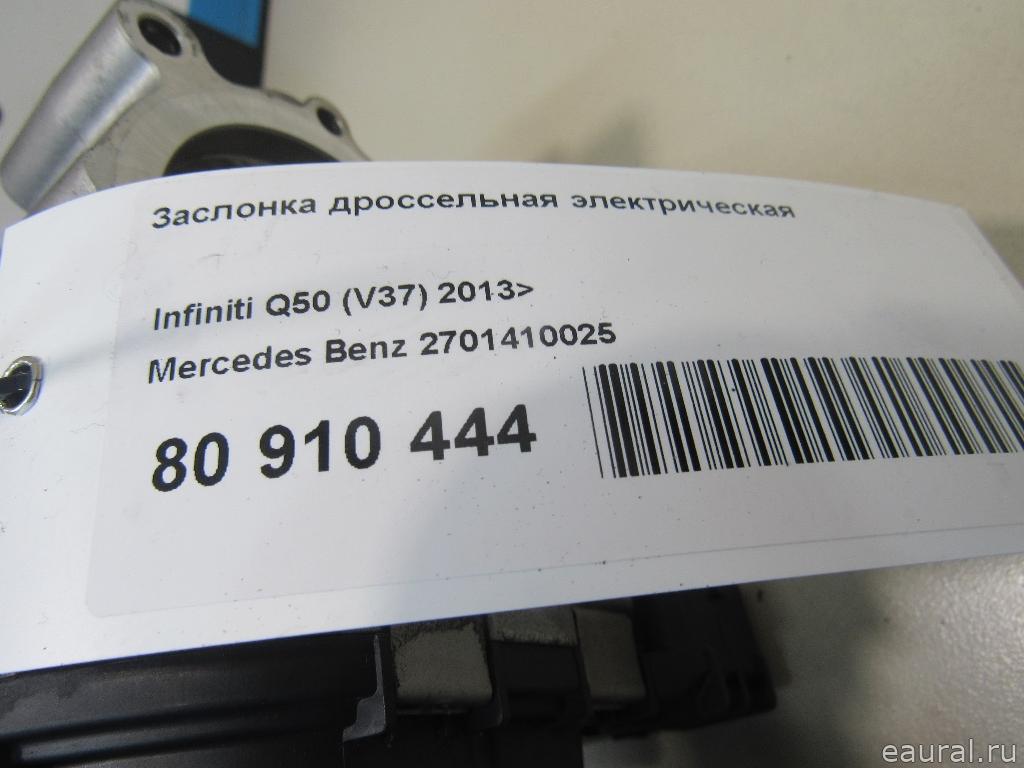 Заслонка дроссельная электрическая
Infiniti Q50 (V37) 2013>
Mercedes Benz 2701410025
80 910 444
eaural.ru